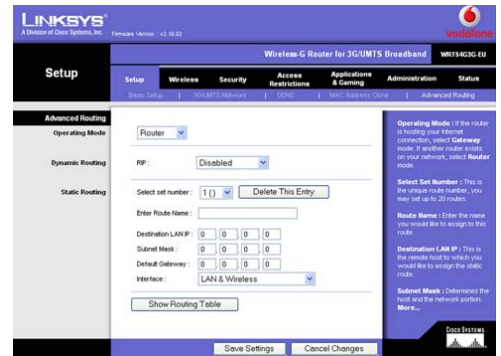 LINKSYS®
A Division of Cisco Systems, Inc.
Firmware Version : v2.10.02
vodafone
Wireless-G Router for 3G/UMTS Broadband
WRT54G3G-EU
Setup
Setup
Wireless
Security
Access Restrictions
Applications & Gaming
Administration
Status
Basic Setup | 3G/UMTS Network | DDNS | MAC Address Clone | Advanced Routing
Advanced Routing
Operating Mode
Router
Dynamic Routing
RIP :
Disabled
Static Routing
Select set number :
1 ()
Delete This Entry
Enter Route Name :
Destination LAN IP :
0 . 0 . 0 . 0
Subnet Mask :
0 . 0 . 0 . 0
Default Gateway :
0 . 0 . 0 . 0
Interface :
LAN & Wireless
Show Routing Table
Save Settings
Cancel Changes
Operating Mode : If the router
is hosting your Internet
connection, select Gateway
mode. If another router exists
on your network, select Router
mode.
Select Set Number : This is
the unique route number, you
may set up to 20 routes.
Route Name : Enter the name
you would like to assign to this
route.
Destination LAN IP : This is
the remote host to which you
would like to assign the static
route.
Subnet Mask : Determines the
host and the network portion.
More...
CISCO SYSTEMS